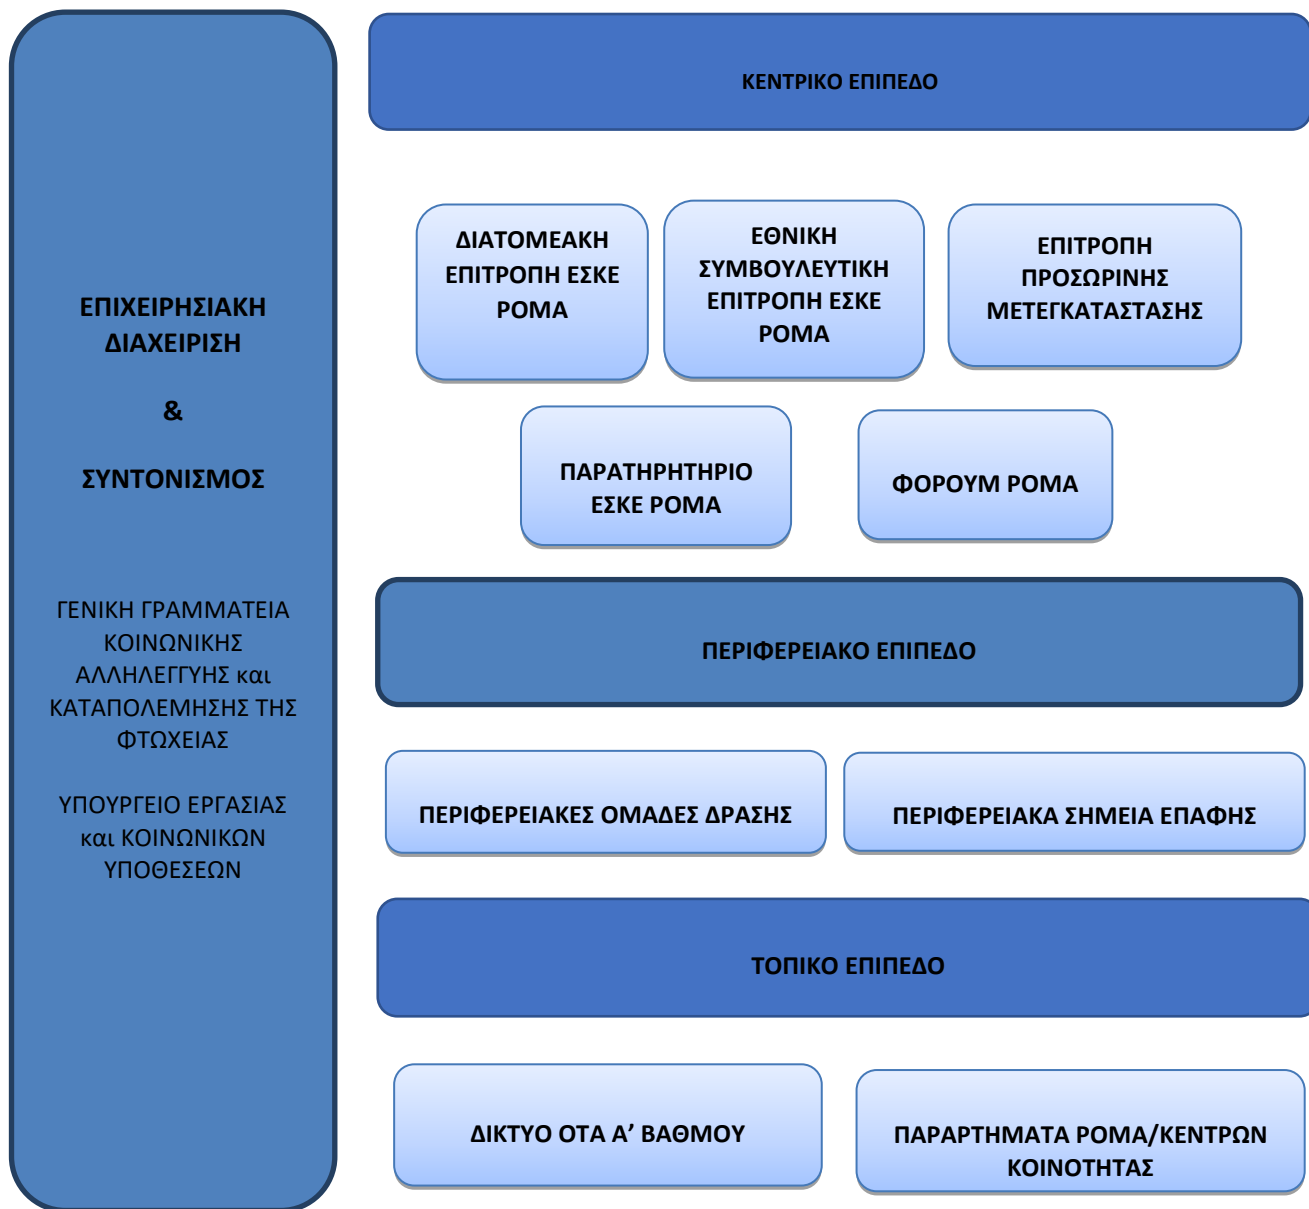 ΕΠΙΧΕΙΡΗΣΙΑΚΗ
ΔΙΑΧΕΙΡΙΣΗ
&
ΣΥΝΤΟΝΙΣΜΟΣ
ΓΕΝΙΚΗ ΓΡΑΜΜΑΤΕΙΑ
ΚΟΙΝΩΝΙΚΗΣ
ΑΛΛΗΛΕΓΓΥΗΣ και
ΚΑΤΑΠΟΛΕΜΗΣΗΣ ΤΗΣ
ΦΤΩΧΕΙΑΣ
ΥΠΟΥΡΓΕΙΟ ΕΡΓΑΣΙΑΣ
και ΚΟΙΝΩΝΙΚΩΝ
ΥΠΟΘΕΣΕΩΝ
ΚΕΝΤΡΙΚΟ ΕΠΙΠΕΔΟ
ΔΙΑΤΟΜΕΑΚΗ
ΕΠΙΤΡΟΠΗ ΕΣΚΕ
ΡΟΜΑ
ΕΘΝΙΚΗ
ΣΥΜΒΟΥΛΕΥΤΙΚΗ
ΕΠΙΤΡΟΠΗ ΕΣΚΕ
ΡΟΜΑ
ΕΠΙΤΡΟΠΗ
ΠΡΟΣΩΡΙΝΗΣ
ΜΕΤΕΓΚΑΤΑΣΤΑΣΗΣ
ΠΑΡΑΤΗΡΗΤΗΡΙΟ
ΕΣΚΕ ΡΟΜΑ
ΦΟΡΟΥΜ ΡΟΜΑ
ΠΕΡΙΦΕΡΕΙΑΚΟ ΕΠΙΠΕΔΟ
ΠΕΡΙΦΕΡΕΙΑΚΕΣ ΟΜΑΔΕΣ ΔΡΑΣΗΣ
ΠΕΡΙΦΕΡΕΙΑΚΑ ΣΗΜΕΙΑ ΕΠΑΦΗΣ
ΤΟΠΙΚΟ ΕΠΙΠΕΔΟ
ΔΙΚΤΥΟ ΟΤΑ Α’ ΒΑΘΜΟΥ
ΠΑΡΑΡΤΗΜΑΤΑ ΡΟΜΑ/ΚΕΝΤΡΩΝ
ΚΟΙΝΟΤΗΤΑΣ